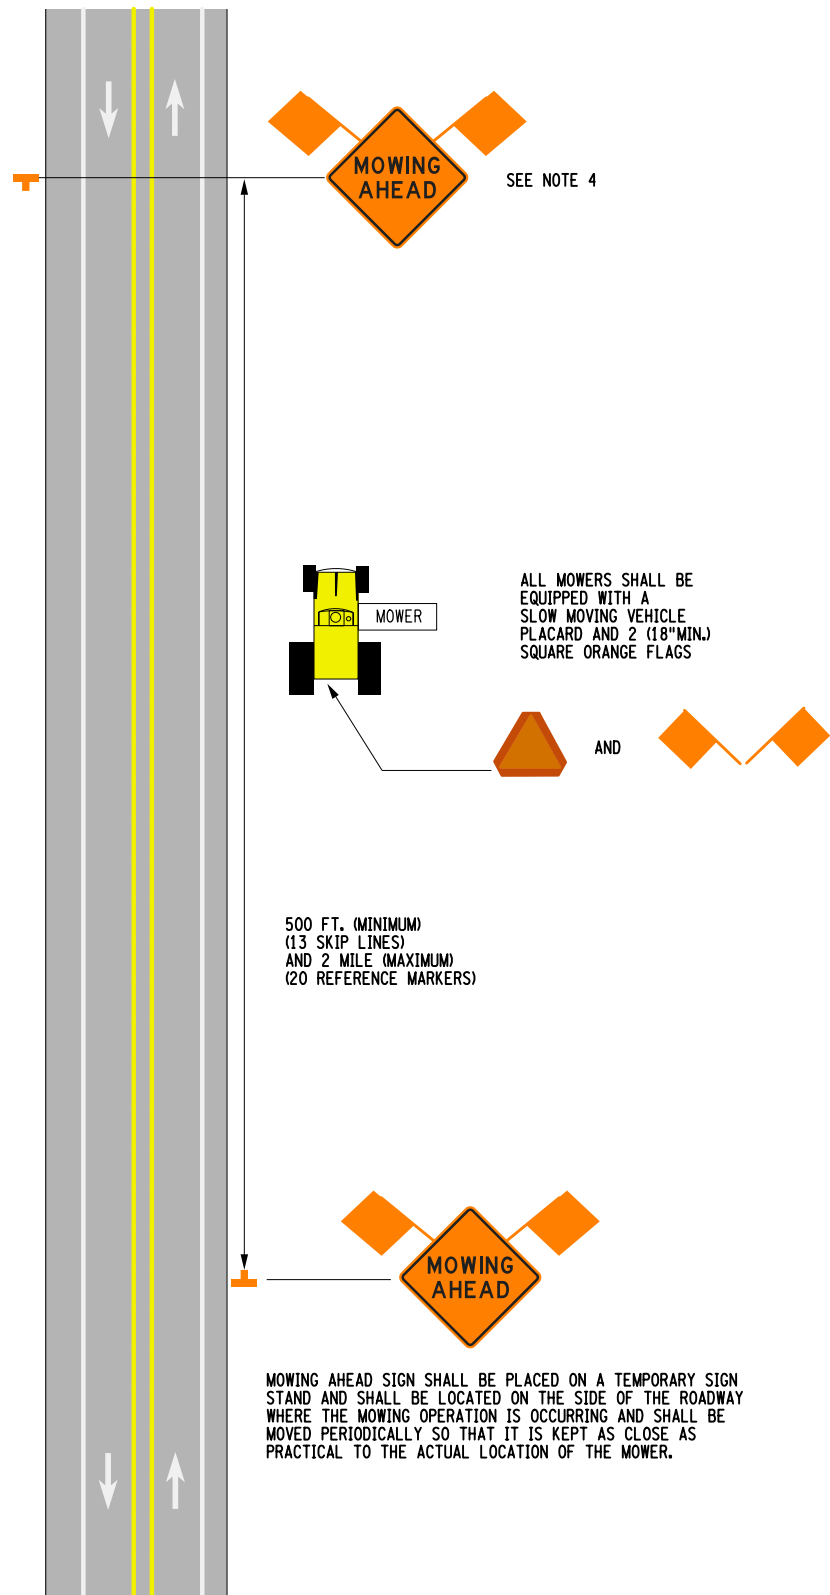 MOWING
AHEAD
SEE NOTE 4
ALL MOWERS SHALL BE
EQUIPPED WITH A
SLOW MOVING VEHICLE
PLACARD AND 2 (18"MIN.)
SQUARE ORANGE FLAGS
MOWER
AND
500 FT. (MINIMUM)
(13 SKIP LINES)
AND 2 MILE (MAXIMUM)
(20 REFERENCE MARKERS)
MOWING
AHEAD
MOWING AHEAD SIGN SHALL BE PLACED ON A TEMPORARY SIGN
STAND AND SHALL BE LOCATED ON THE SIDE OF THE ROADWAY
WHERE THE MOWING OPERATION IS OCCURRING AND SHALL BE
MOVED PERIODICALLY SO THAT IT IS KEPT AS CLOSE AS
PRACTICAL TO THE ACTUAL LOCATION OF THE MOWER.